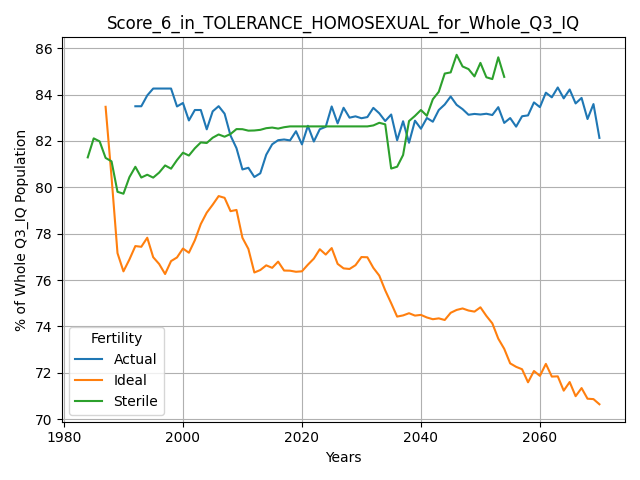 Score_6_in_TOLERANCE_HOMOSEXUAL_for_Whole_Q3_IQ
% of Whole Q3_IQ Population
86
84
82
80
78
76
74
72
70
Fertility
Actual
Ideal
Sterile
1980 2000 2020 2040 2060
Years